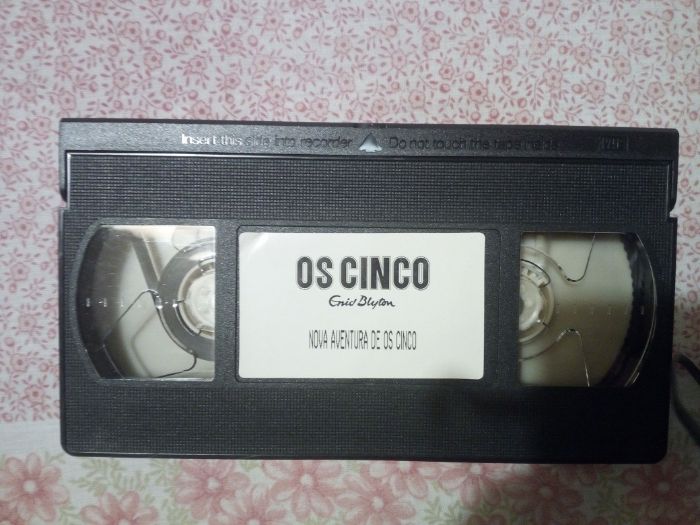 Insert this side into recorder Do not touch the tape inside
OS CINCO
Enid Blyton
NOVA AVENTURA DE OS CINCO